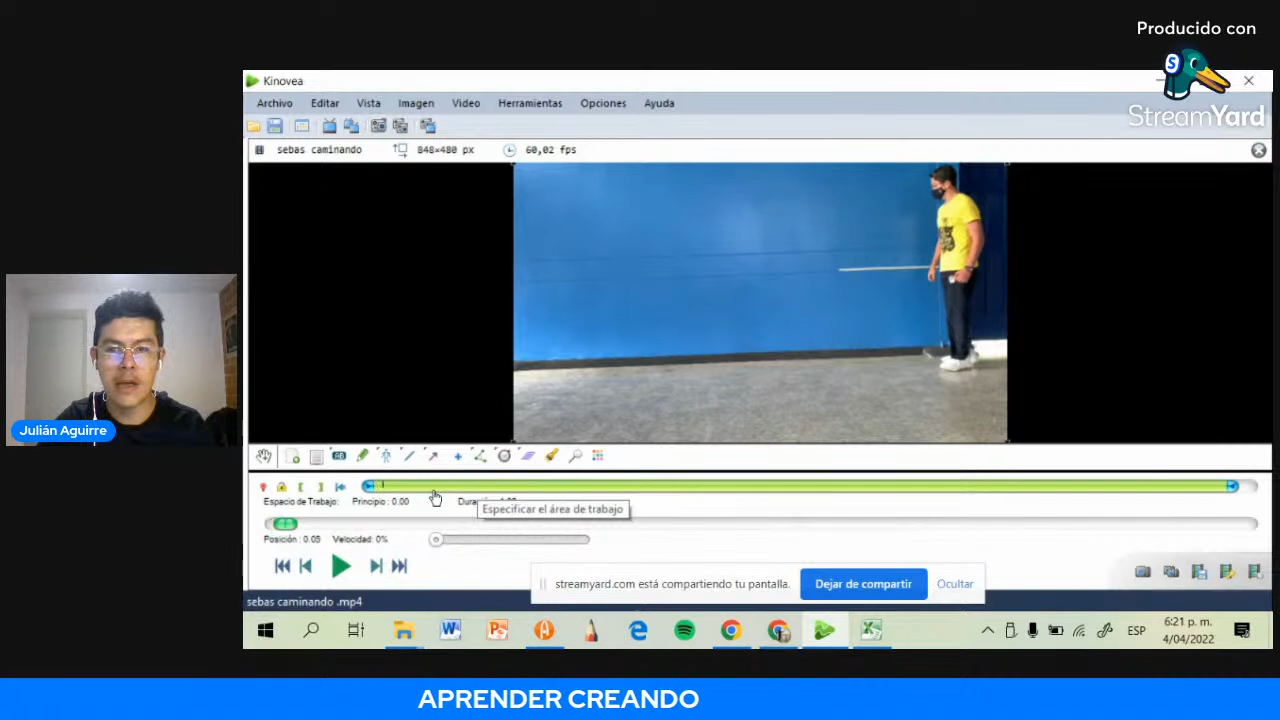 Producido con
StreamYard
Kinovea
Archivo Editar Vista Imagen Video Herramientas Opciones Ayuda
sebas caminando 848×480 px 60,02 fps
Espacio de Trabajo: Principio : 0.00
Especificar el área de trabajo
Posición : 0.05 Velocidad: 0%
streamyard.com está compartiendo tu pantalla. Dejar de compartir Ocultar
sebas caminando .mp4
ESP
6:21 p. m.
4/04/2022
Julián Aguirre
APRENDER CREANDO